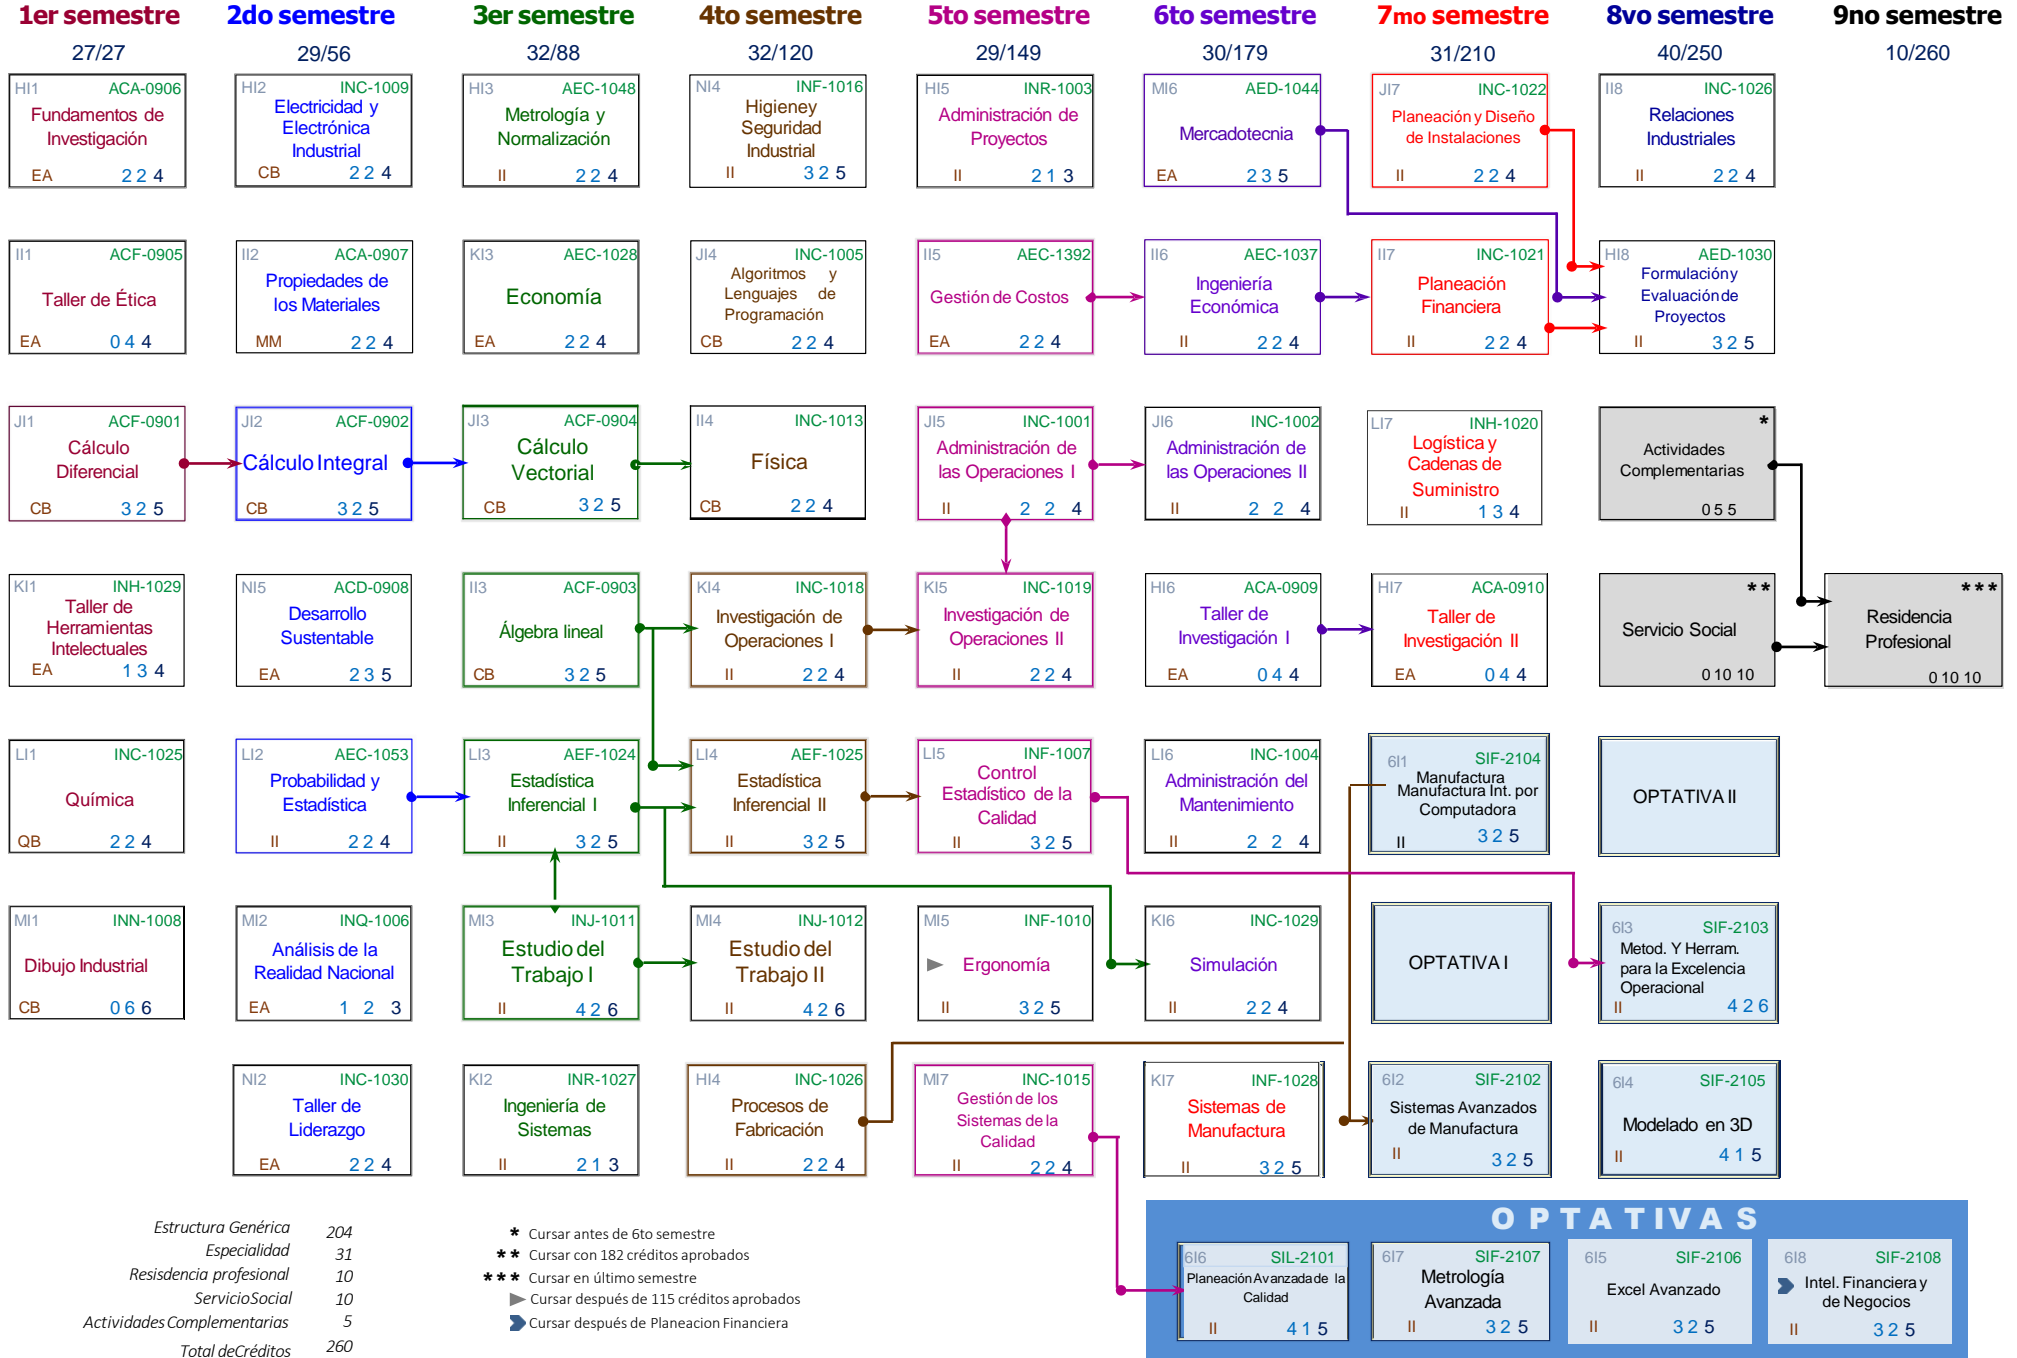 1er semestre 2do semestre 3er semestre 4to semestre 5to semestre 6to semestre 7mo semestre 8vo semestre 9no semestre
27/27 29/56 32/88 32/120 29/149 30/179 31/210 40/250 10/260
HI1 ACA-0906
Fundamentos de
Investigación
EA 2 2 4
HI2 INC-1009
Electricidad y
Electrónica
Industrial
CB 2 2 4
HI3 AEC-1048
Metrología y
Normalización
II 2 2 4
NI4 INF-1016
Higieney
Seguridad
Industrial
II 3 2 5
HI5 INR-1003
Administración de
Proyectos
II 2 1 3
MI6 AED-1044
Mercadotecnia
EA 2 3 5
JI7 INC-1022
Planeación y Diseño
de Instalaciones
II 2 2 4
II8 INC-1026
Relaciones
Industriales
II 2 2 4
II1 ACF-0905
Taller de Ética
EA 0 4 4
II2 ACA-0907
Propiedades de
los Materiales
MM 2 2 4
KI3 AEC-1028
Economía
EA 2 2 4
JI4 INC-1005
Algoritmos y
Lenguajes de
Programación
CB 2 2 4
II5 AEC-1392
Gestión de Costos
EA 2 2 4
II6 AEC-1037
Ingeniería
Económica
II 2 2 4
II7 INC-1021
Planeación
Financiera
II 2 2 4
HI8 AED-1030
Formulación y
Evaluación de
Proyectos
II 3 2 5
JI1 ACF-0901
Cálculo
Diferencial
CB 3 2 5
JI2 ACF-0902
Cálculo Integral
CB 3 2 5
JI3 ACF-0904
Cálculo
Vectorial
CB 3 2 5
II4 INC-1013
Física
CB 2 2 4
JI5 INC-1001
Administración de
las Operaciones I
II 2 2 4
JI6 INC-1002
Administración de
las Operaciones II
II 2 2 4
LI7 INH-1020
Logística y
Cadenas de
Suministro
II 1 3 4
*
Actividades
Complementarias
0 5 5
KI1 INH-1029
Taller de
Herramientas
Intelectuales
EA 1 3 4
NI5 ACD-0908
Desarrollo
Sustentable
EA 2 3 5
II3 ACF-0903
Álgebra lineal
CB 3 2 5
KI4 INC-1018
Investigación de
Operaciones I
II 2 2 4
KI5 INC-1019
Investigación de
Operaciones II
II 2 2 4
HI6 ACA-0909
Taller de
Investigación I
EA 0 4 4
HI7 ACA-0910
Taller de
Investigación II
EA 0 4 4
**
Servicio Social
0 10 10
***
Residencia
Profesional
0 10 10
LI1 INC-1025
Química
QB 2 2 4
LI2 AEC-1053
Probabilidad y
Estadística
II 2 2 4
LI3 AEF-1024
Estadística
Inferencial I
II 3 2 5
LI4 AEF-1025
Estadística
Inferencial II
II 3 2 5
LI5 INF-1007
Control
Estadístico de la
Calidad
II 3 2 5
LI6 INC-1004
Administración del
Mantenimiento
II 2 2 4
6I1 SIF-2104
Manufactura
Manufactura Int. por
Computadora
II 3 2 5
OPTATIVA II
MI1 INN-1008
Dibujo Industrial
CB 0 6 6
MI2 INQ-1006
Análisis de la
Realidad Nacional
EA 1 2 3
MI3 INJ-1011
Estudio del
Trabajo I
II 4 2 6
MI4 INJ-1012
Estudio del
Trabajo II
II 4 2 6
MI5 INF-1010
Ergonomía
II 3 2 5
KI6 INC-1029
Simulación
II 2 2 4
OPTATIVA I
6I3 SIF-2103
Metod. Y Herram.
para la Excelencia
Operacional
II 4 2 6
NI2 INC-1030
Taller de
Liderazgo
EA 2 2 4
KI2 INR-1027
Ingeniería de
Sistemas
II 2 1 3
HI4 INC-1026
Procesos de
Fabricación
II 2 2 4
MI7 INC-1015
Gestión de los
Sistemas de la
Calidad
II 2 2 4
KI7 INF-1028
Sistemas de
Manufactura
II 3 2 5
6I2 SIF-2102
Sistemas Avanzados
de Manufactura
II 3 2 5
6I4 SIF-2105
Modelado en 3D
II 4 1 5
Estructura Genérica 204
Especialidad 31
Resisdencia profesional 10
Servicio Social 10
Actividades Complementarias 5
Total de Créditos 260
* Cursar antes de 6to semestre
** Cursar con 182 créditos aprobados
*** Cursar en último semestre
Cursar después de 115 créditos aprobados
Cursar después de Planeacion Financiera
OPTATIVAS
6I6 SIL-2101
Planeación Avanzada de la
Calidad
II 4 1 5
6I7 SIF-2107
Metrología
Avanzada
II 3 2 5
6I5 SIF-2106
Excel Avanzado
II 3 2 5
6I8 SIF-2108
Intel. Financiera y
de Negocios
II 3 2 5